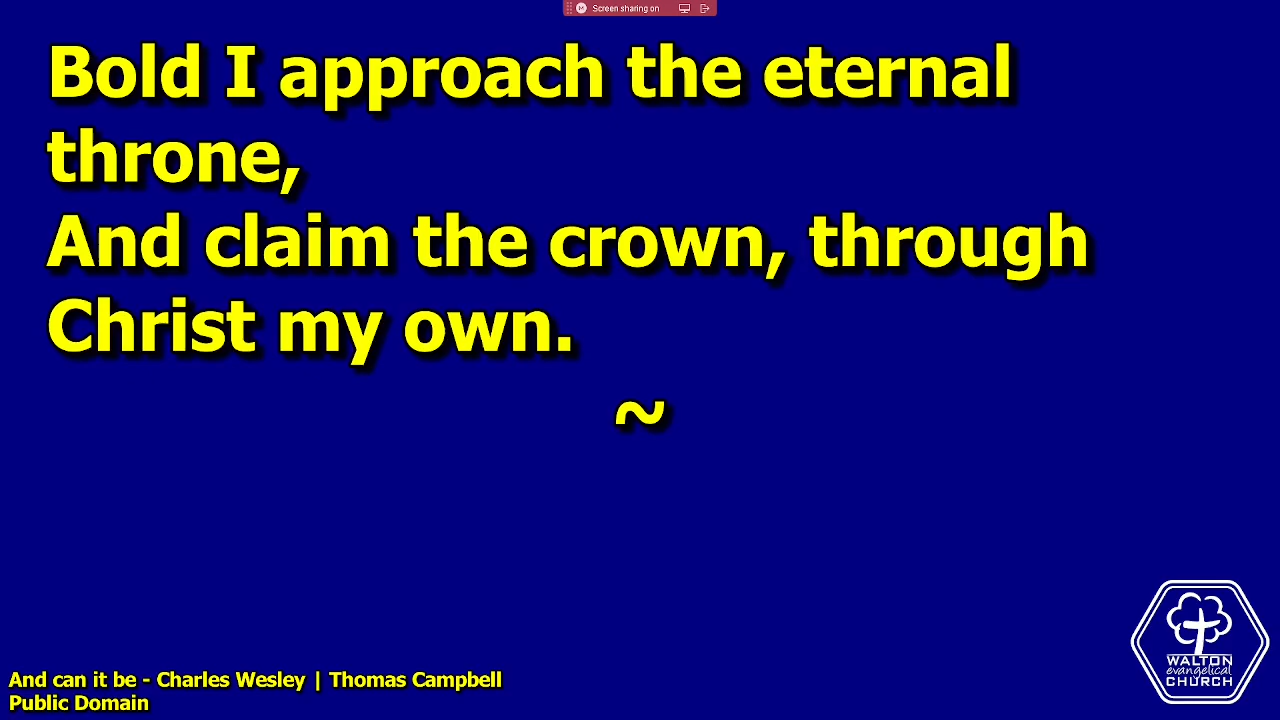 Screen sharing on
Bold I approach the eternal
throne,
And claim the crown, through
Christ my own.
~
WALTON
evangelical
CHURCH
And can it be - Charles Wesley | Thomas Campbell
Public Domain